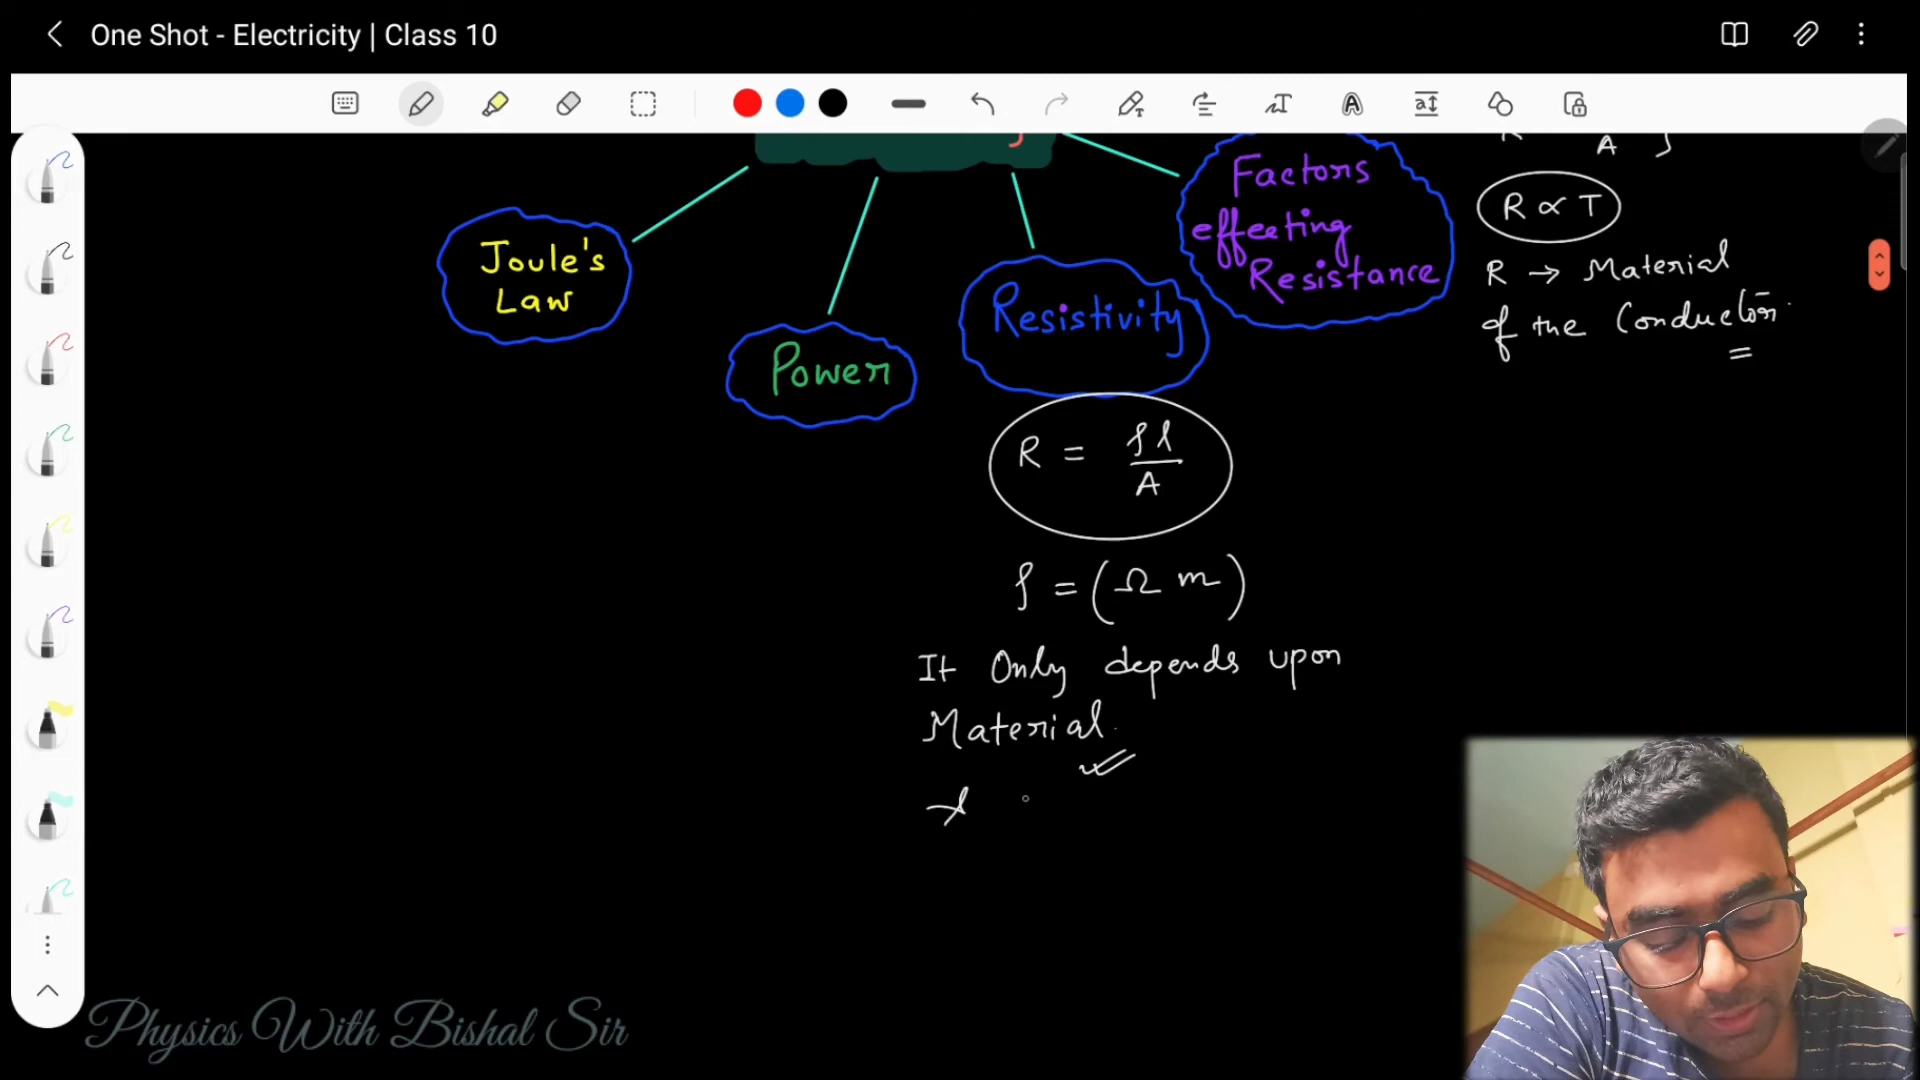 One Shot - Electricity | Class 10
A
Factors
effecting
Resistance
R ∝ T
R → Material
of the Conductor
=
Joule's
Law
Power
Resistivity
R = ρl
A
ρ = (Ω m)
It Only depends upon
Material.
Physics With Bishal Sir